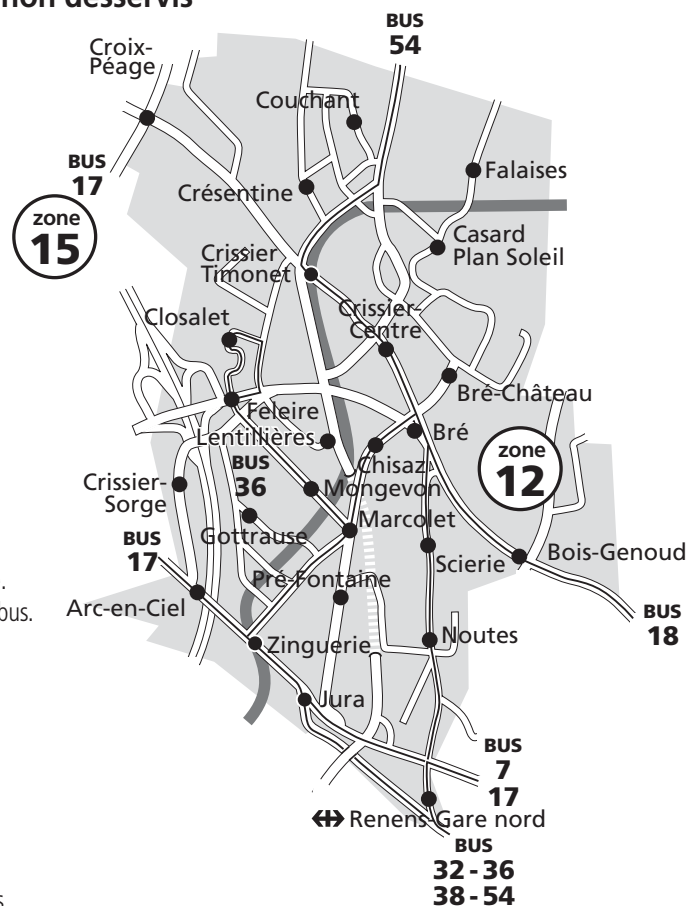 non desservis
BUS
54
Croix-
Péage
Couchant
BUS
17
Falaises
Crésentine
zone
15
Casard
Plan Soleil
Crissier
Timonet
Crissier-
Centre
Closalet
Bré-Château
Féleire
Lentillières
Bré
BUS
36
Chisaz
zone
12
Crissier-
Sorge
Mongevon
Marcolet
Gottrause
BUS
17
Bois-Genoud
Scierie
Pré-Fontaine
Arc-en-Ciel
bus.
BUS
18
Zinguerie
Noutes
Jura
BUS
7
17
Renens-Gare nord
BUS
32 - 36
38 - 54